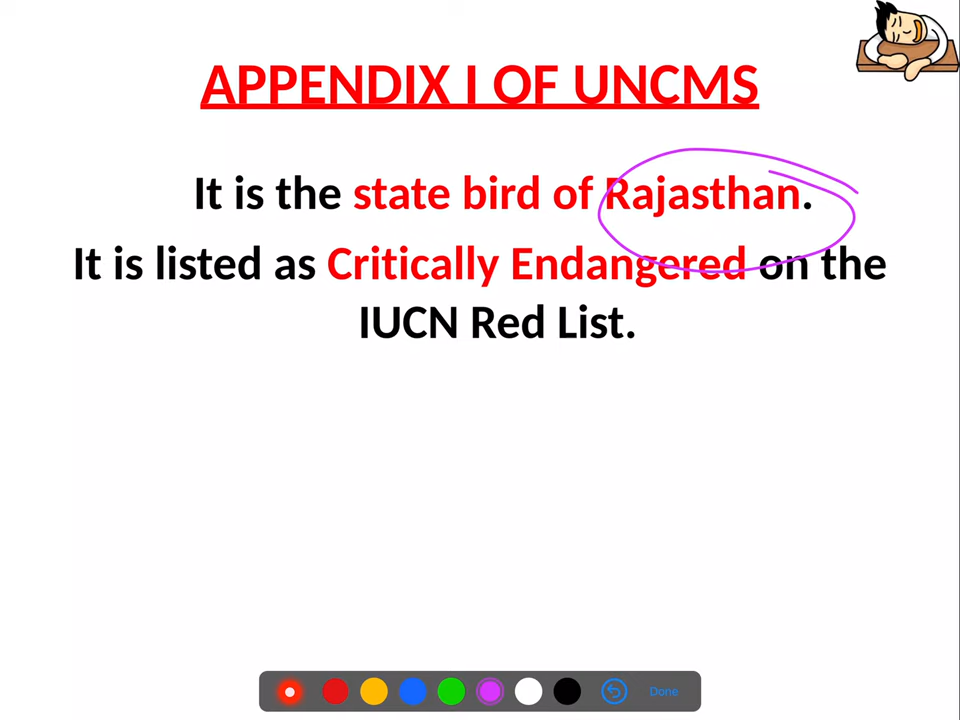 APPENDIX I OF UNCMS
It is the state bird of Rajasthan.
It is listed as Critically Endangered on the
IUCN Red List.
Done